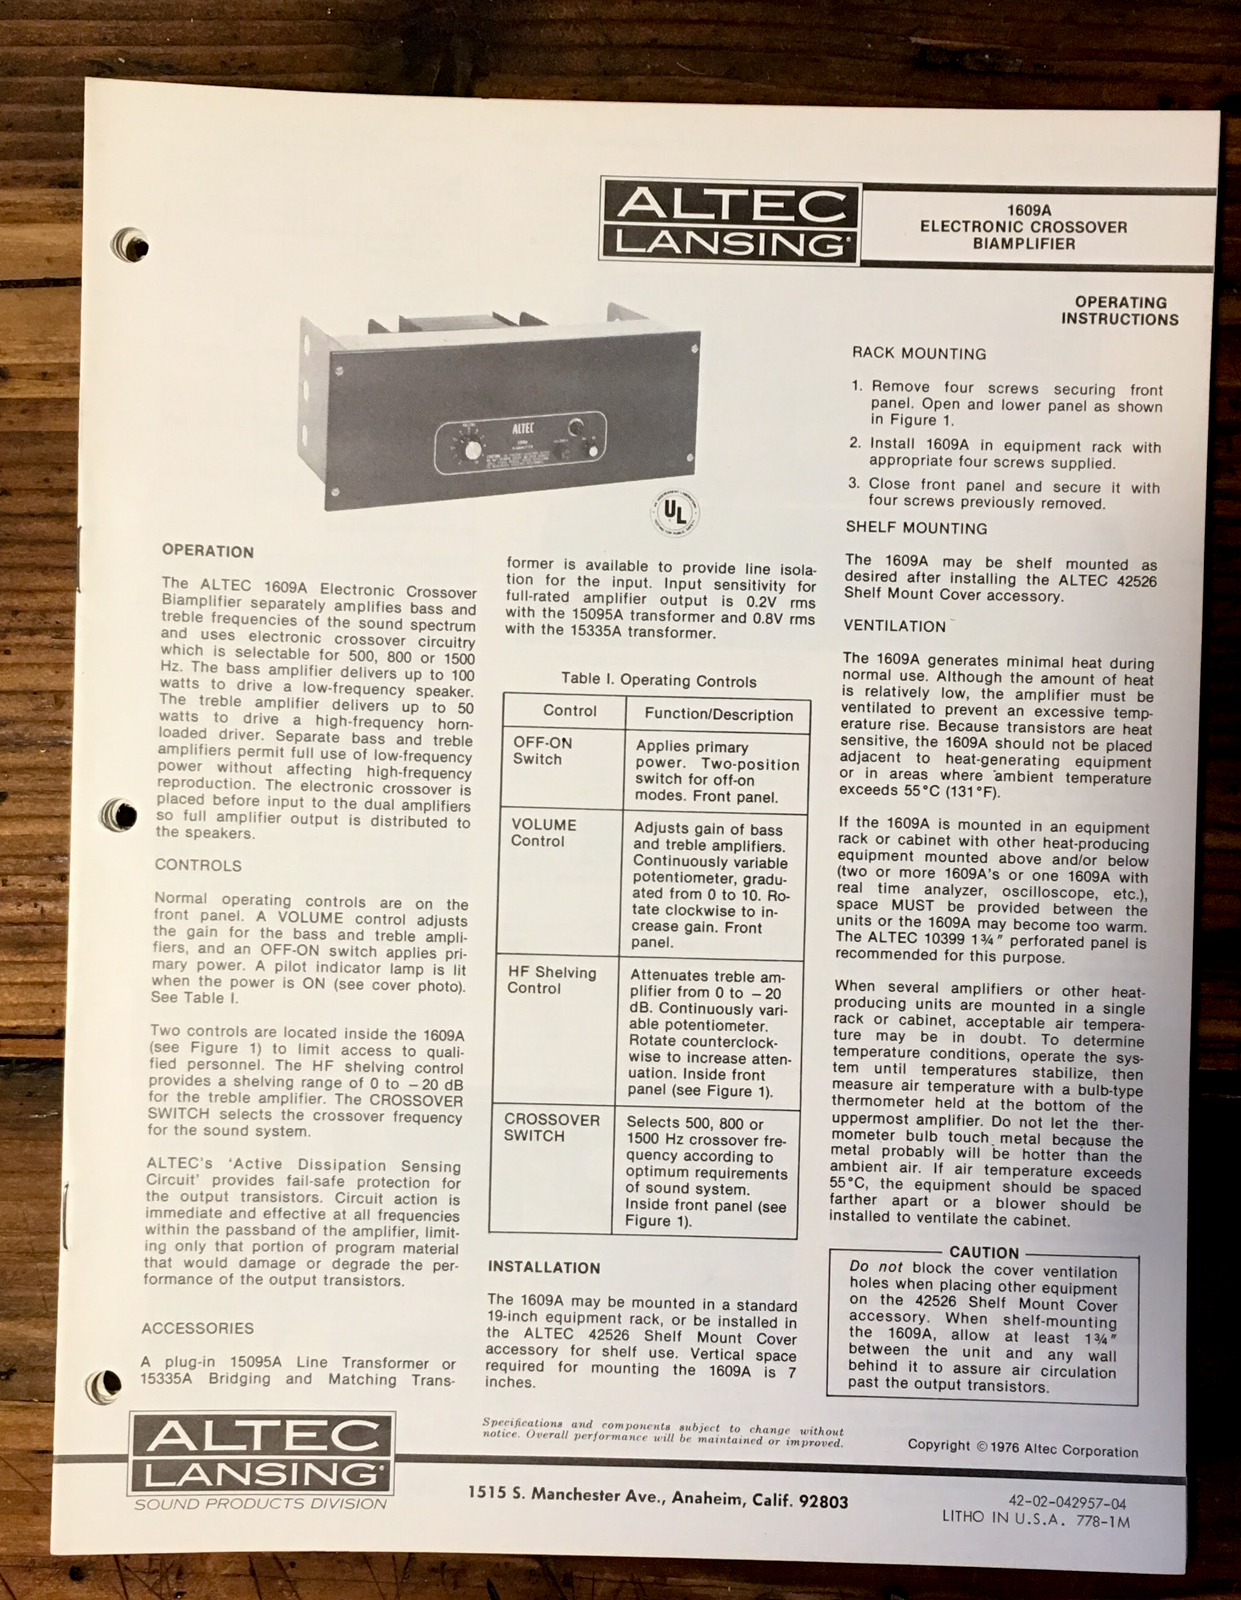 ALTEC
LANSING
1609A
ELECTRONIC CROSSOVER
BIAMPLIFIER
OPERATING
INSTRUCTIONS
ALTEC
UL
OPERATION
The ALTEC 1609A Electronic Crossover
Biamplifier separately amplifies bass and
treble frequencies of the sound spectrum
and uses electronic crossover circuitry
which is selectable for 500, 800 or 1500
Hz. The bass amplifier delivers up to 100
watts to drive a low-frequency speaker.
The treble amplifier delivers up to 50
watts to drive a high-frequency horn-
loaded driver. Separate bass and treble
amplifiers permit full use of low-frequency
power without affecting high-frequency
reproduction. The electronic crossover is
placed before input to the dual amplifiers
so full amplifier output is distributed to
the speakers.
CONTROLS
Normal operating controls are on the
front panel. A VOLUME control adjusts
the gain for the bass and treble ampli-
fiers, and an OFF-ON switch applies pri-
mary power. A pilot indicator lamp is lit
when the power is ON (see cover photo).
See Table I.
Two controls are located inside the 1609A
(see Figure 1) to limit access to quali-
fied personnel. The HF shelving control
provides a shelving range of 0 to −20 dB
for the treble amplifier. The CROSSOVER
SWITCH selects the crossover frequency
for the sound system.
ALTEC's 'Active Dissipation Sensing
Circuit' provides fail-safe protection for
the output transistors. Circuit action is
immediate and effective at all frequencies
within the passband of the amplifier, limit-
ing only that portion of program material
that would damage or degrade the per-
formance of the output transistors.
ACCESSORIES
A plug-in 15095A Line Transformer or
15335A Bridging and Matching Trans-
former is available to provide line isola-
tion for the input. Input sensitivity for
full-rated amplifier output is 0.2V rms
with the 15095A transformer and 0.8V rms
with the 15335A transformer.
Table I. Operating Controls
Control Function/Description
OFF-ON
Switch
Applies primary
power. Two-position
switch for off-on
modes. Front panel.
VOLUME
Control
Adjusts gain of bass
and treble amplifiers.
Continuously variable
potentiometer, gradu-
ated from 0 to 10. Ro-
tate clockwise to in-
crease gain. Front
panel.
HF Shelving
Control
Attenuates treble am-
plifier from 0 to −20
dB. Continuously vari-
able potentiometer.
Rotate counterclock-
wise to increase atten-
uation. Inside front
panel (see Figure 1).
CROSSOVER
SWITCH
Selects 500, 800 or
1500 Hz crossover fre-
quency according to
optimum requirements
of sound system.
Inside front panel (see
Figure 1).
INSTALLATION
The 1609A may be mounted in a standard
19-inch equipment rack, or be installed in
the ALTEC 42526 Shelf Mount Cover
accessory for shelf use. Vertical space
required for mounting the 1609A is 7
inches.
RACK MOUNTING
1. Remove four screws securing front
panel. Open and lower panel as shown
in Figure 1.
2. Install 1609A in equipment rack with
appropriate four screws supplied.
3. Close front panel and secure it with
four screws previously removed.
SHELF MOUNTING
The 1609A may be shelf mounted as
desired after installing the ALTEC 42526
Shelf Mount Cover accessory.
VENTILATION
The 1609A generates minimal heat during
normal use. Although the amount of heat
is relatively low, the amplifier must be
ventilated to prevent an excessive temp-
erature rise. Because transistors are heat
sensitive, the 1609A should not be placed
adjacent to heat-generating equipment
or in areas where ambient temperature
exceeds 55°C (131°F).
If the 1609A is mounted in an equipment
rack or cabinet with other heat-producing
equipment mounted above and/or below
(two or more 1609A's or one 1609A with
real time analyzer, oscilloscope, etc.),
space MUST be provided between the
units or the 1609A may become too warm.
The ALTEC 10399 1¾" perforated panel is
recommended for this purpose.
When several amplifiers or other heat-
producing units are mounted in a single
rack or cabinet, acceptable air tempera-
ture may be in doubt. To determine
temperature conditions, operate the sys-
tem until temperatures stabilize, then
measure air temperature with a bulb-type
thermometer held at the bottom of the
uppermost amplifier. Do not let the ther-
mometer bulb touch metal because the
metal probably will be hotter than the
ambient air. If air temperature exceeds
55°C, the equipment should be spaced
farther apart or a blower should be
installed to ventilate the cabinet.
CAUTION
Do not block the cover ventilation
holes when placing other equipment
on the 42526 Shelf Mount Cover
accessory. When shelf-mounting
the 1609A, allow at least 1¾"
between the unit and any wall
behind it to assure air circulation
past the output transistors.
Specifications and components subject to change without
notice. Overall performance will be maintained or improved.
Copyright © 1976 Altec Corporation
ALTEC
LANSING
SOUND PRODUCTS DIVISION
1515 S. Manchester Ave., Anaheim, Calif. 92803
42-02-042957-04
LITHO IN U.S.A. 778-1M